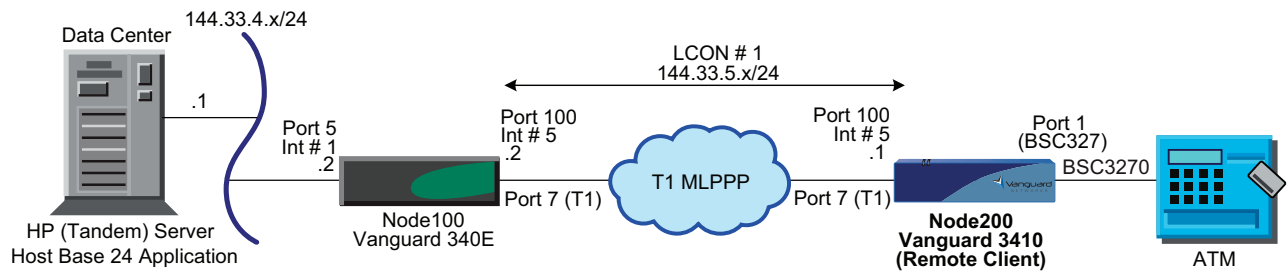 144.33.4.x/24
Data Center
.1
HP (Tandem) Server
Host Base 24 Application
Port 5
Int # 1
.2
Node100
Vanguard 340E
Port 100
Int # 5
.2
Port 7 (T1)
LCON # 1
144.33.5.x/24
T1 MLPPP
Port 100
Int # 5
.1
Port 7 (T1)
Vanguard
NETWORKS
Node200
Vanguard 3410
(Remote Client)
Port 1
(BSC327)
BSC3270
ATM